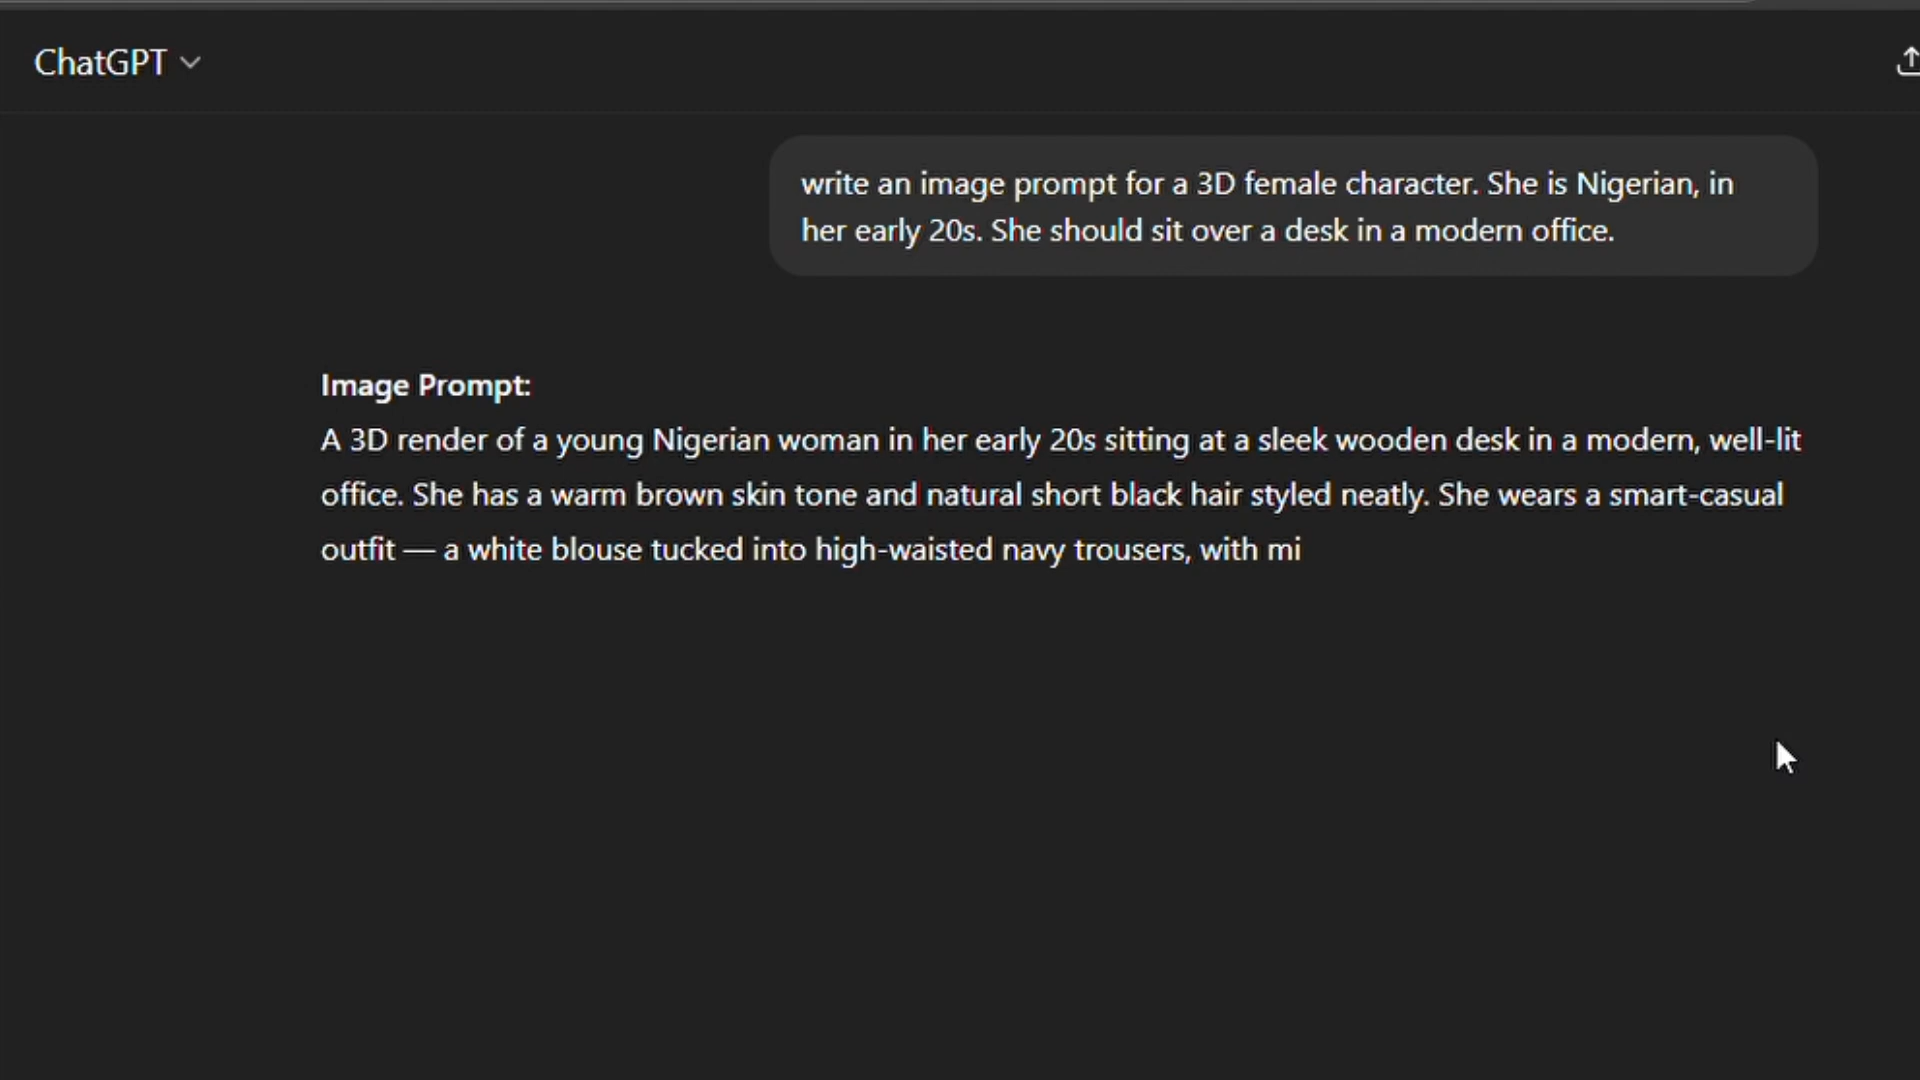 ChatGPT
write an image prompt for a 3D female character. She is Nigerian, in
her early 20s. She should sit over a desk in a modern office.
Image Prompt:
A 3D render of a young Nigerian woman in her early 20s sitting at a sleek wooden desk in a modern, well-lit
office. She has a warm brown skin tone and natural short black hair styled neatly. She wears a smart-casual
outfit — a white blouse tucked into high-waisted navy trousers, with mi